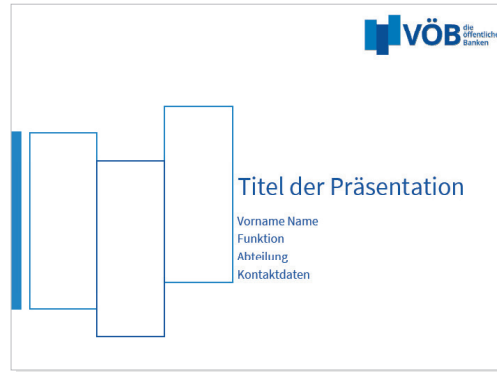 VÖB die
öffentlichen
Banken
Titel der Präsentation
Vorname Name
Funktion
Abteilung
Kontaktdaten